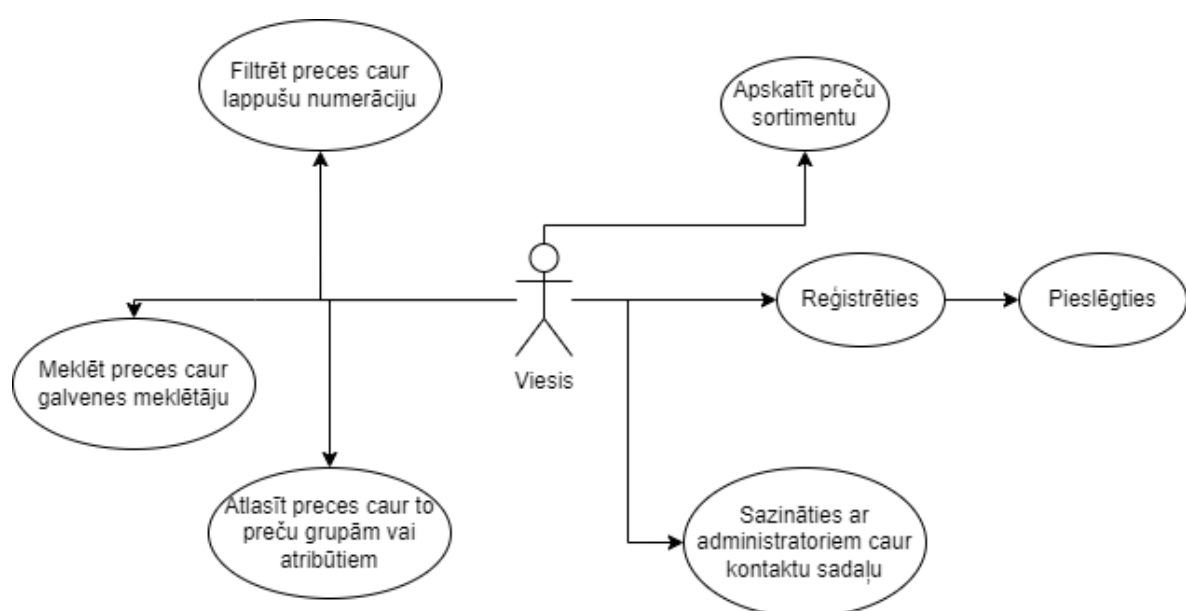 Filtrēt preces caur
lappušu numerāciju
Apskatīt preču
sortimentu
Reģistrēties
Pieslēgties
Meklēt preces caur
galvenes meklētāju
Viesis
Atlasīt preces caur to
preču grupām vai
atribūtiem
Sazināties ar
administratoriem caur
kontaktu sadaļu